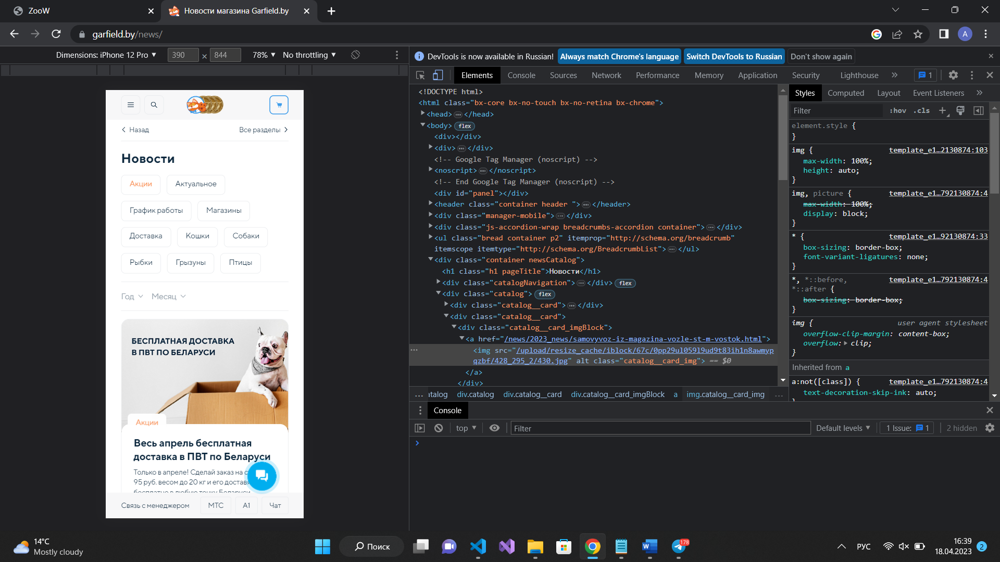 ZooW
Новости магазина Garfield.by
garfield.by/news/
A
Dimensions: iPhone 12 Pro ▼ 390 × 844 78% ▼ No throttling ▼
DevTools is now available in Russian! Always match Chrome's language Switch DevTools to Russian Don't show again
Elements Console Sources Network Performance Memory Application Security Lighthouse » 1
Назад Все разделы
Новости
Акции Актуальное
График работы Магазины
Доставка Кошки Собаки
Рыбки Грызуны Птицы
Год Месяц
БЕСПЛАТНАЯ ДОСТАВКА
В ПВТ ПО БЕЛАРУСИ
Акции
Весь апрель бесплатная
доставка в ПВТ по Беларуси
Только в апреле! Сделай заказ на
95 руб. весом до 20 кг и его
бесплатно в любую точку Беларуси
Связь с менеджером МТС A1 Чат
<!DOCTYPE html>
<html class="bx-core bx-no-touch bx-no-retina bx-chrome">
<head> … </head>
<body> flex
<div></div>
<div> … </div>
<!-- Google Tag Manager (noscript) -->
<noscript> … </noscript>
<!-- End Google Tag Manager (noscript) -->
<div id="panel"></div>
<header class="container header "> … </header>
<div class="manager-mobile"> … </div>
<div class="js-accordion-wrap breadcrumbs-accordion container"> … </div>
<ul class="bread container p2" itemprop="http://schema.org/breadcrumb"
itemscope itemtype="http://schema.org/BreadcrumbList"> … </ul>
<div class="container newsCatalog">
<h1 class="h1 pageTitle">Новости</h1>
<div class="catalogNavigation"> … </div> flex
<div class="catalog"> flex
<div class="catalog__card"> … </div>
<div class="catalog__card">
<div class="catalog__card_imgBlock">
<a href="/news/2023_news/samovyvoz-iz-magazina-vozle-st-m-vostok.html">
… <img src="/upload/resize_cache/iblock/67c/0pp29ul059l9ud9t83ih1n8awmyp
qzbf/428_295_2/430.jpg" alt class="catalog__card_img"> == $0
</a>
</div>
… atalog div.catalog div.catalog__card div.catalog__card_imgBlock a img.catalog__card_img …
Styles Computed Layout Event Listeners »
Filter :hov .cls +
element.style {
}
img { template_e1…2130874:103
max-width: 100%;
height: auto;
}
img, picture { template_e1…792130874:4
max-width: 100%;
display: block;
}
* { template_e1…92130874:33
box-sizing: border-box;
font-variant-ligatures: none;
}
*, *::before, template_e1…792130874:4
*::after {
box-sizing: border-box;
}
img { user agent stylesheet
overflow-clip-margin: content-box;
overflow: clip;
}
Inherited from a
a:not([class]) { template_e1…792130874:4
text-decoration-skip-ink: auto;
}
Console
top ▼ Filter Default levels ▼ 1 Issue: 1 2 hidden
14°C
Mostly cloudy
Поиск
178
РУС
16:39
18.04.2023
2